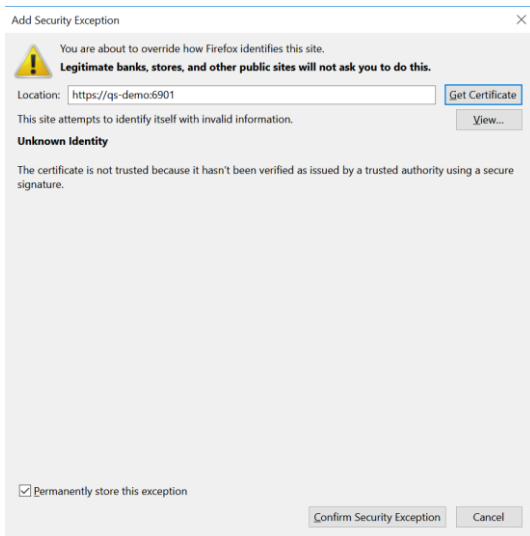 Add Security Exception
You are about to override how Firefox identifies this site.
Legitimate banks, stores, and other public sites will not ask you to do this.
Location: https://qs-demo:6901 Get Certificate
This site attempts to identify itself with invalid information. View...
Unknown Identity
The certificate is not trusted because it hasn't been verified as issued by a trusted authority using a secure
signature.
Permanently store this exception
Confirm Security Exception Cancel